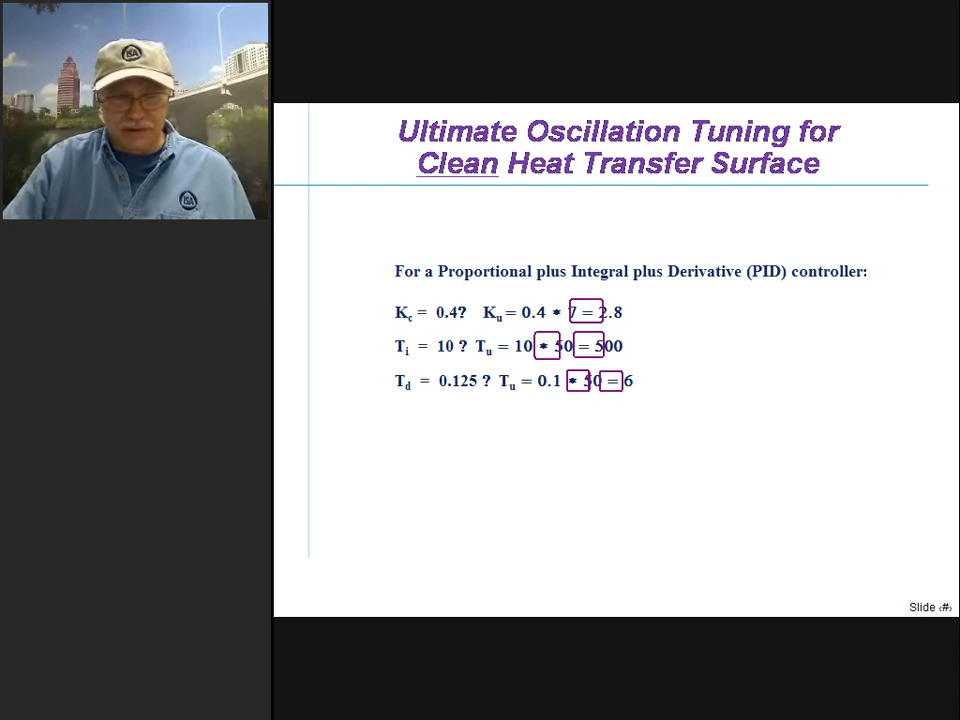 ISA
ISA
Ultimate Oscillation Tuning for
Clean Heat Transfer Surface
For a Proportional plus Integral plus Derivative (PID) controller:
Kc = 0.4? Ku = 0.4 * 7 = 2.8
Ti = 10 ? Tu = 10 * 50 = 500
Td = 0.125 ? Tu = 0.1 * 50 = 6
Slide ‹#›